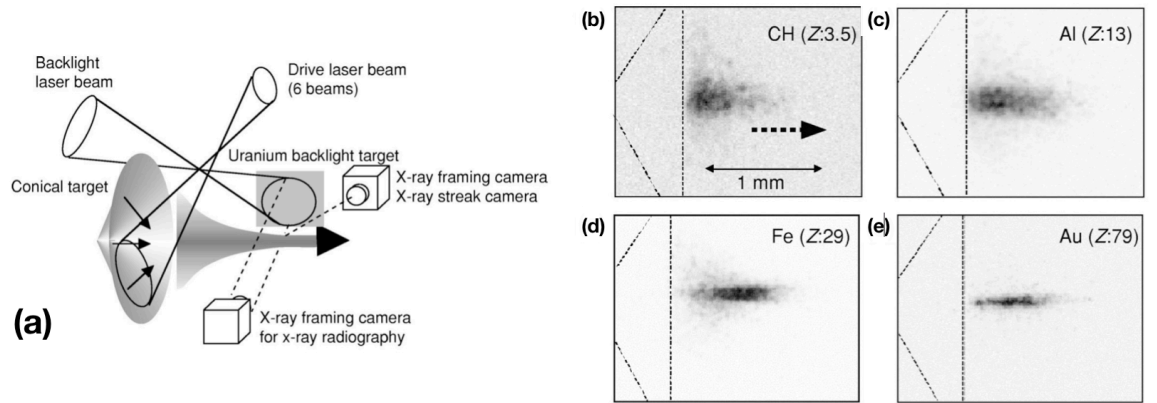 (a)
Backlight
laser beam
Drive laser beam
(6 beams)
Uranium backlight target
Conical target
X-ray framing camera
X-ray streak camera
X-ray framing camera
for x-ray radiography
(b)
CH (Z:3.5)
1 mm
(c)
Al (Z:13)
(d)
Fe (Z:29)
(e)
Au (Z:79)